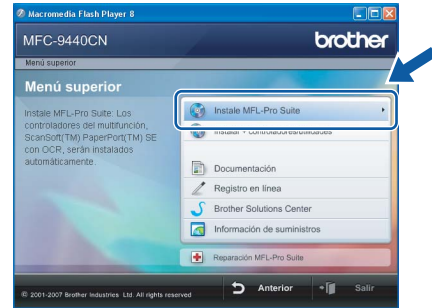 Macromedia Flash Player 8
MFC-9440CN
brother
Menú superior
Menú superior
Instale MFL-Pro Suite: Los
controladores del multifunción,
ScanSoft(TM) PaperPort(TM) SE
con OCR, serán instalados
automáticamente.
Instale MFL-Pro Suite
Instalar + controladores/utilidades
Documentación
Registro en línea
Brother Solutions Center
Información de suministros
Reparación MFL-Pro Suite
© 2001-2007 Brother Industries Ltd. All rights reserved
Anterior
Salir